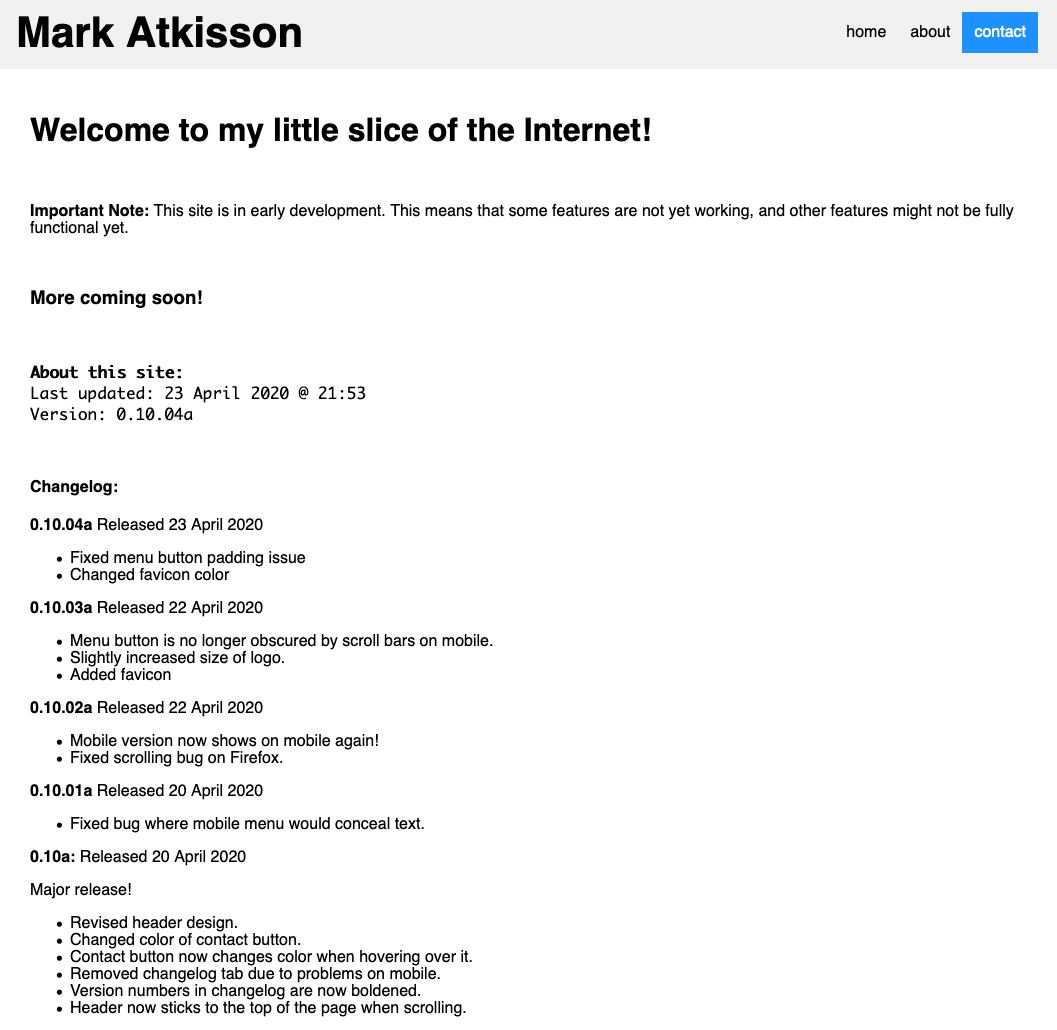 Mark Atkisson
home about contact
Welcome to my little slice of the Internet!
Important Note: This site is in early development. This means that some features are not yet working, and other features might not be fully
functional yet.
More coming soon!
About this site:
Last updated: 23 April 2020 @ 21:53
Version: 0.10.04a
Changelog:
0.10.04a Released 23 April 2020
• Fixed menu button padding issue
• Changed favicon color
0.10.03a Released 22 April 2020
• Menu button is no longer obscured by scroll bars on mobile.
• Slightly increased size of logo.
• Added favicon
0.10.02a Released 22 April 2020
• Mobile version now shows on mobile again!
• Fixed scrolling bug on Firefox.
0.10.01a Released 20 April 2020
• Fixed bug where mobile menu would conceal text.
0.10a: Released 20 April 2020
Major release!
• Revised header design.
• Changed color of contact button.
• Contact button now changes color when hovering over it.
• Removed changelog tab due to problems on mobile.
• Version numbers in changelog are now boldened.
• Header now sticks to the top of the page when scrolling.